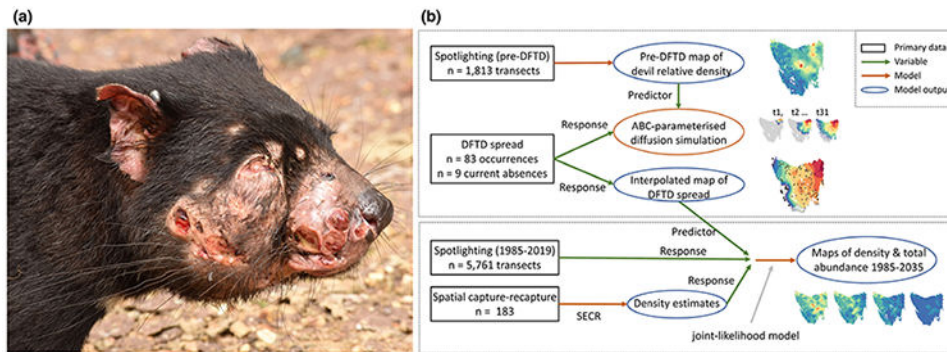 (a)
(b)
Spotlighting (pre-DFTD)
n = 1,813 transects
Pre-DFTD map of
devil relative density
Primary data
Variable
Model
Model output
Predictor
t1, t2 ... t31
Response
ABC-parameterised
diffusion simulation
DFTD spread
n = 83 occurrences
n = 9 current absences
Response
Interpolated map of
DFTD spread
Predictor
Spotlighting (1985-2019)
n = 5,761 transects
Response
Maps of density & total
abundance 1985-2035
Response
Spatial capture-recapture
n = 183
SECR
Density estimates
joint-likelihood model